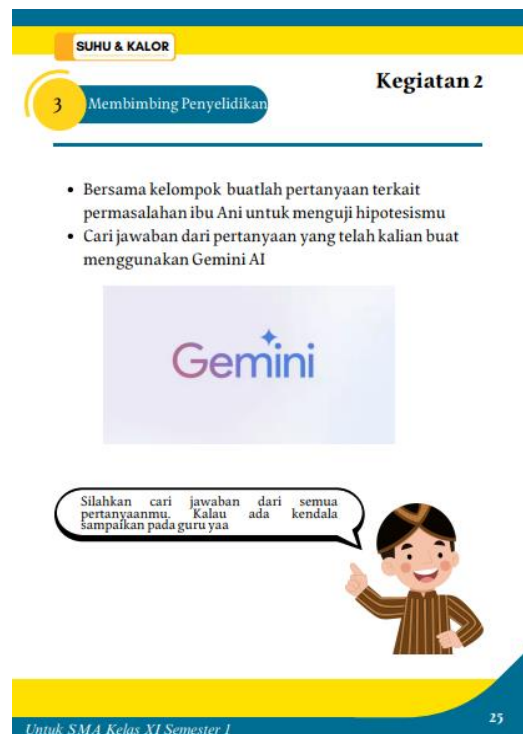 SUHU & KALOR
Kegiatan 2
3 Membimbing Penyelidikan
• Bersama kelompok buatlah pertanyaan terkait
permasalahan ibu Ani untuk menguji hipotesismu
• Cari jawaban dari pertanyaan yang telah kalian buat
menggunakan Gemini AI
Gemini
Silahkan cari jawaban dari semua
pertanyaanmu. Kalau ada kendala
sampaikan pada guru yaa
25
Untuk SMA Kelas XI Semester 1